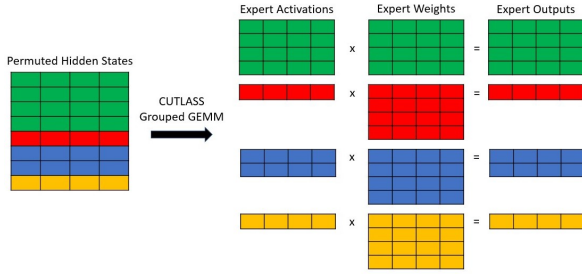 Expert Activations
Expert Weights
Expert Outputs
Permuted Hidden States
CUTLASS
Grouped GEMM
x
=
x
=
x
=
x
=